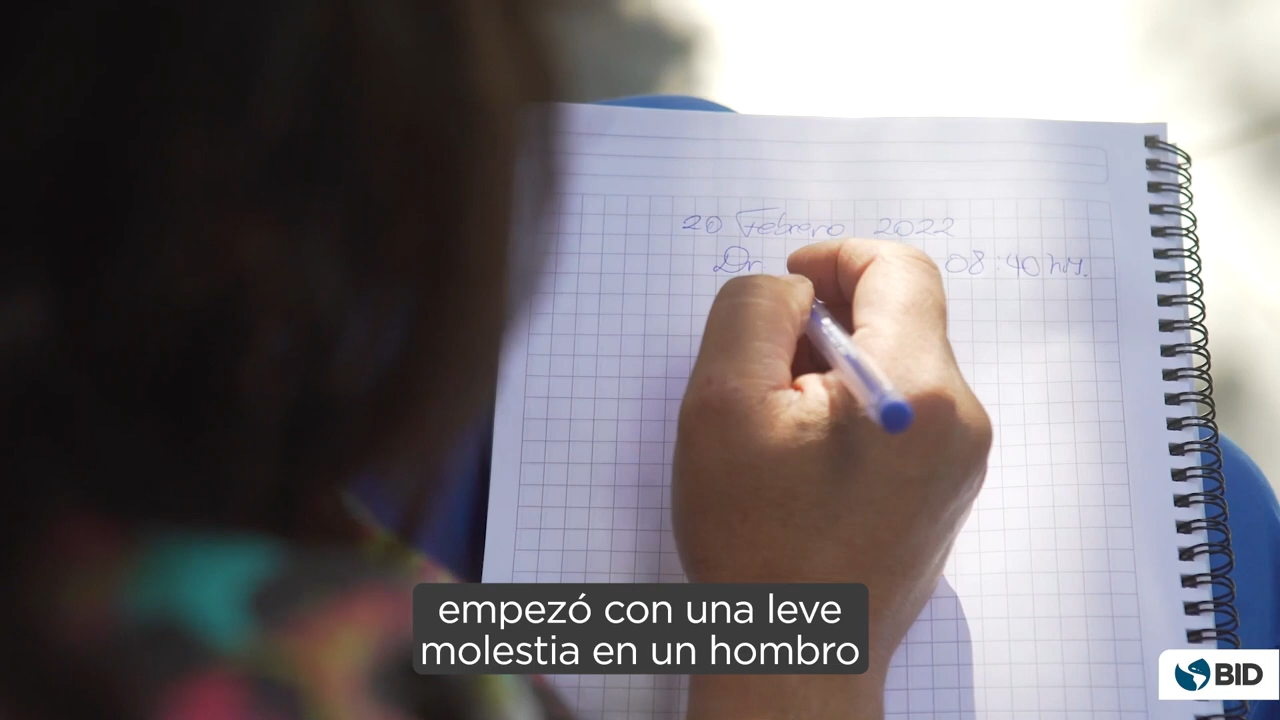 20 Febrero 2022
Dr 08:40 hrs.
empezó con una leve
molestia en un hombro
BID